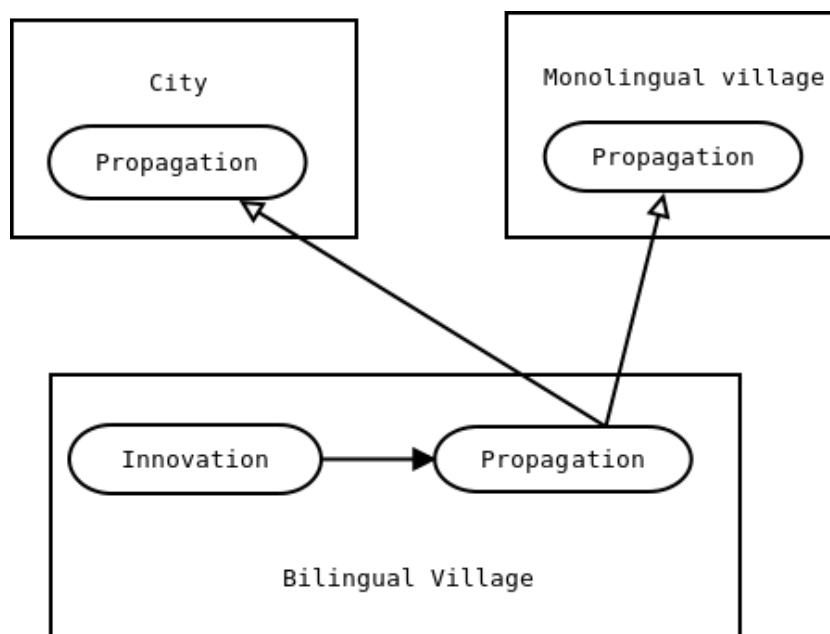 City
Propagation
Monolingual village
Propagation
Innovation
Propagation
Bilingual Village